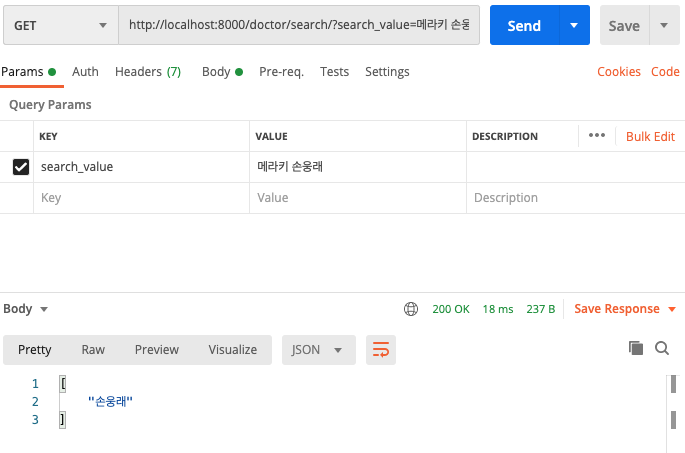 GET http://localhost:8000/doctor/search/?search_value=메라키 손웅 Send Save
Params Auth Headers (7) Body Pre-req. Tests Settings Cookies Code
Query Params
KEY VALUE DESCRIPTION ••• Bulk Edit
search_value 메라키 손웅래
Key Value Description
Body 200 OK 18 ms 237 B Save Response
Pretty Raw Preview Visualize JSON
1 [
2 "손웅래"
3 ]